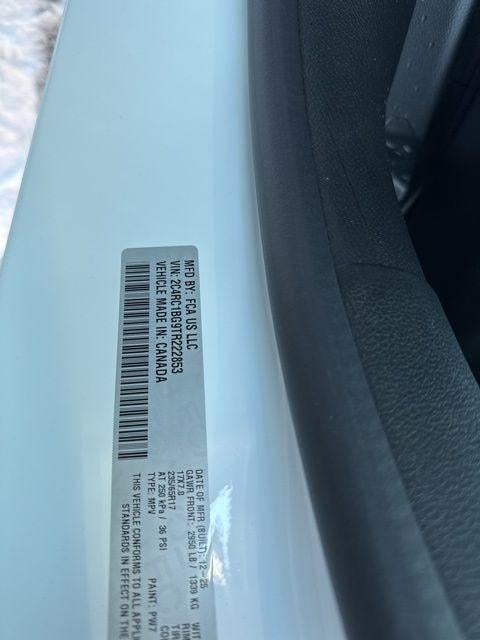 MFD BY: FCA US LLC
VIN: 2C4RC1BG9TR222853
VEHICLE MADE IN: CANADA
DATE OF MFR (BUILT): 12-25
GAWR FRONT: 2950 LB / 1339 KG
17X7.0
235/65R17
AT 250 kPa / 36 PSI
TYPE: MPV
PAINT: PW7
THIS VEHICLE CONFORMS TO ALL
STANDARDS IN EFFECT ON THE